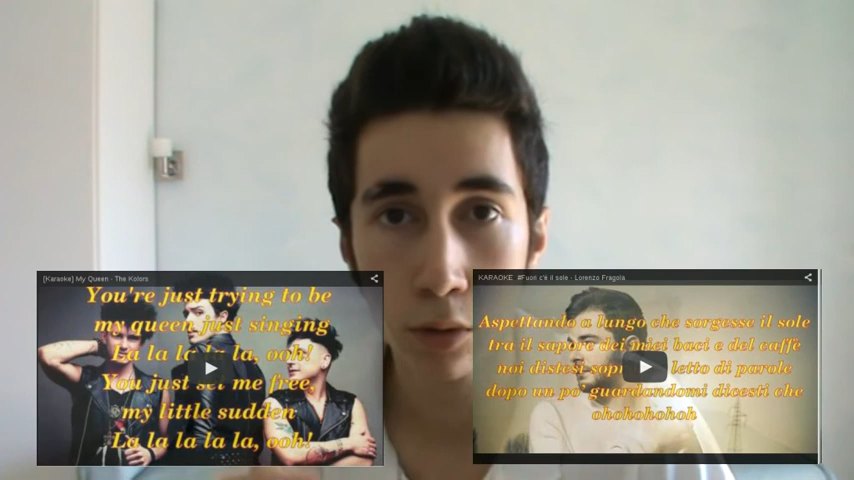 [Karaoke] My Queen - The Kolors
You're just trying to be
my queen just singing
La la la la la, ooh!
You just set me free,
my little sudden
La la la la la, ooh!
KARAOKE #Fuori c'é il sole - Lorenzo Fragola
Aspettando a lungo che sorgesse il sole
tra il sapore dei miei baci e del caffè
noi distesi letto di parole
dopo un po' guardandomi dicesti che
ohohohohoh